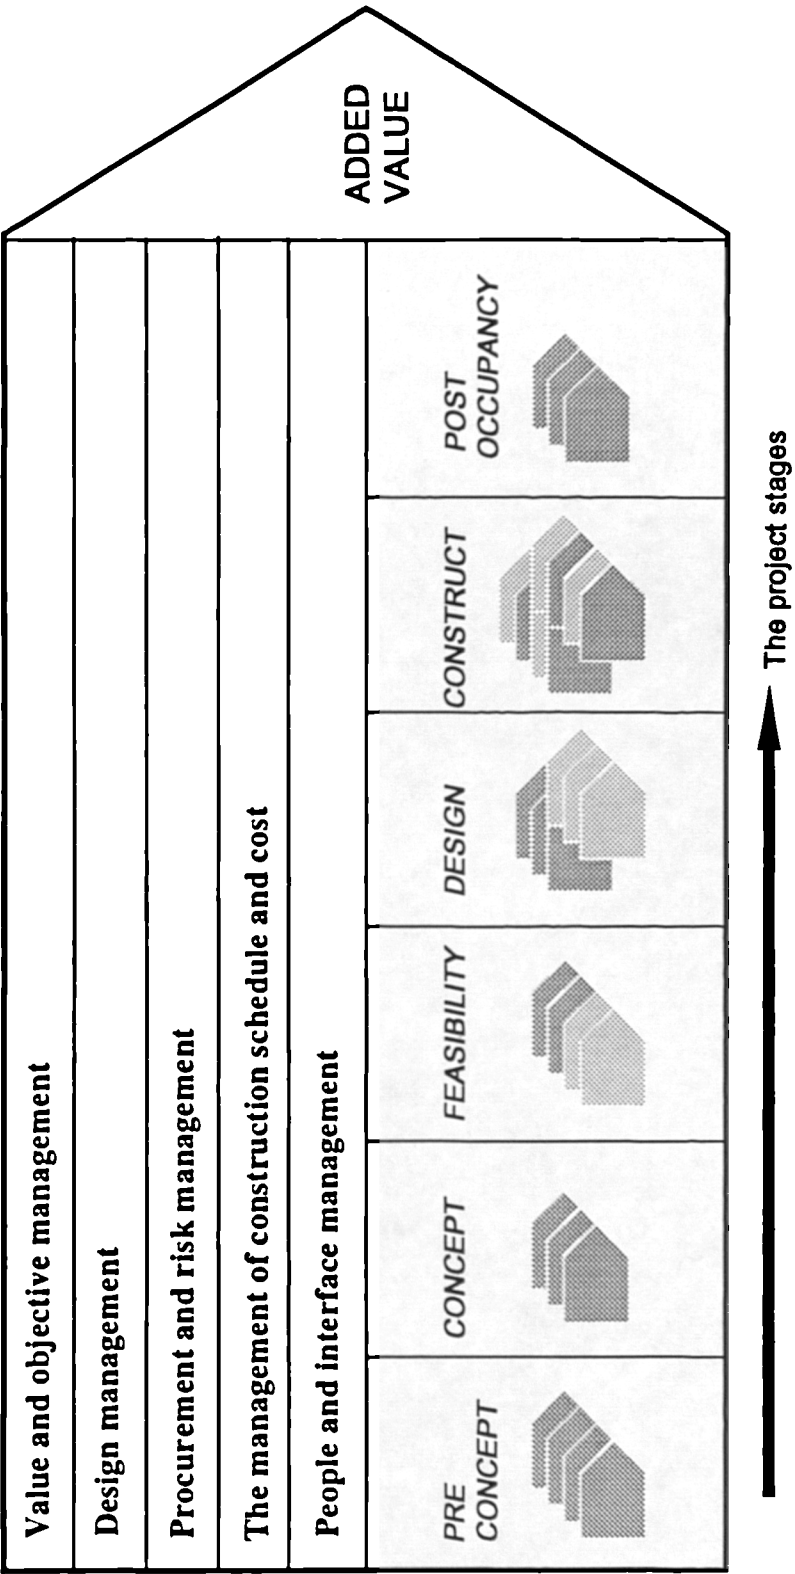 Value and objective management
Design management
Procurement and risk management
The management of construction schedule and cost
People and interface management
PRE
CONCEPT
CONCEPT
FEASIBILITY
DESIGN
CONSTRUCT
POST
OCCUPANCY
ADDED
VALUE
The project stages